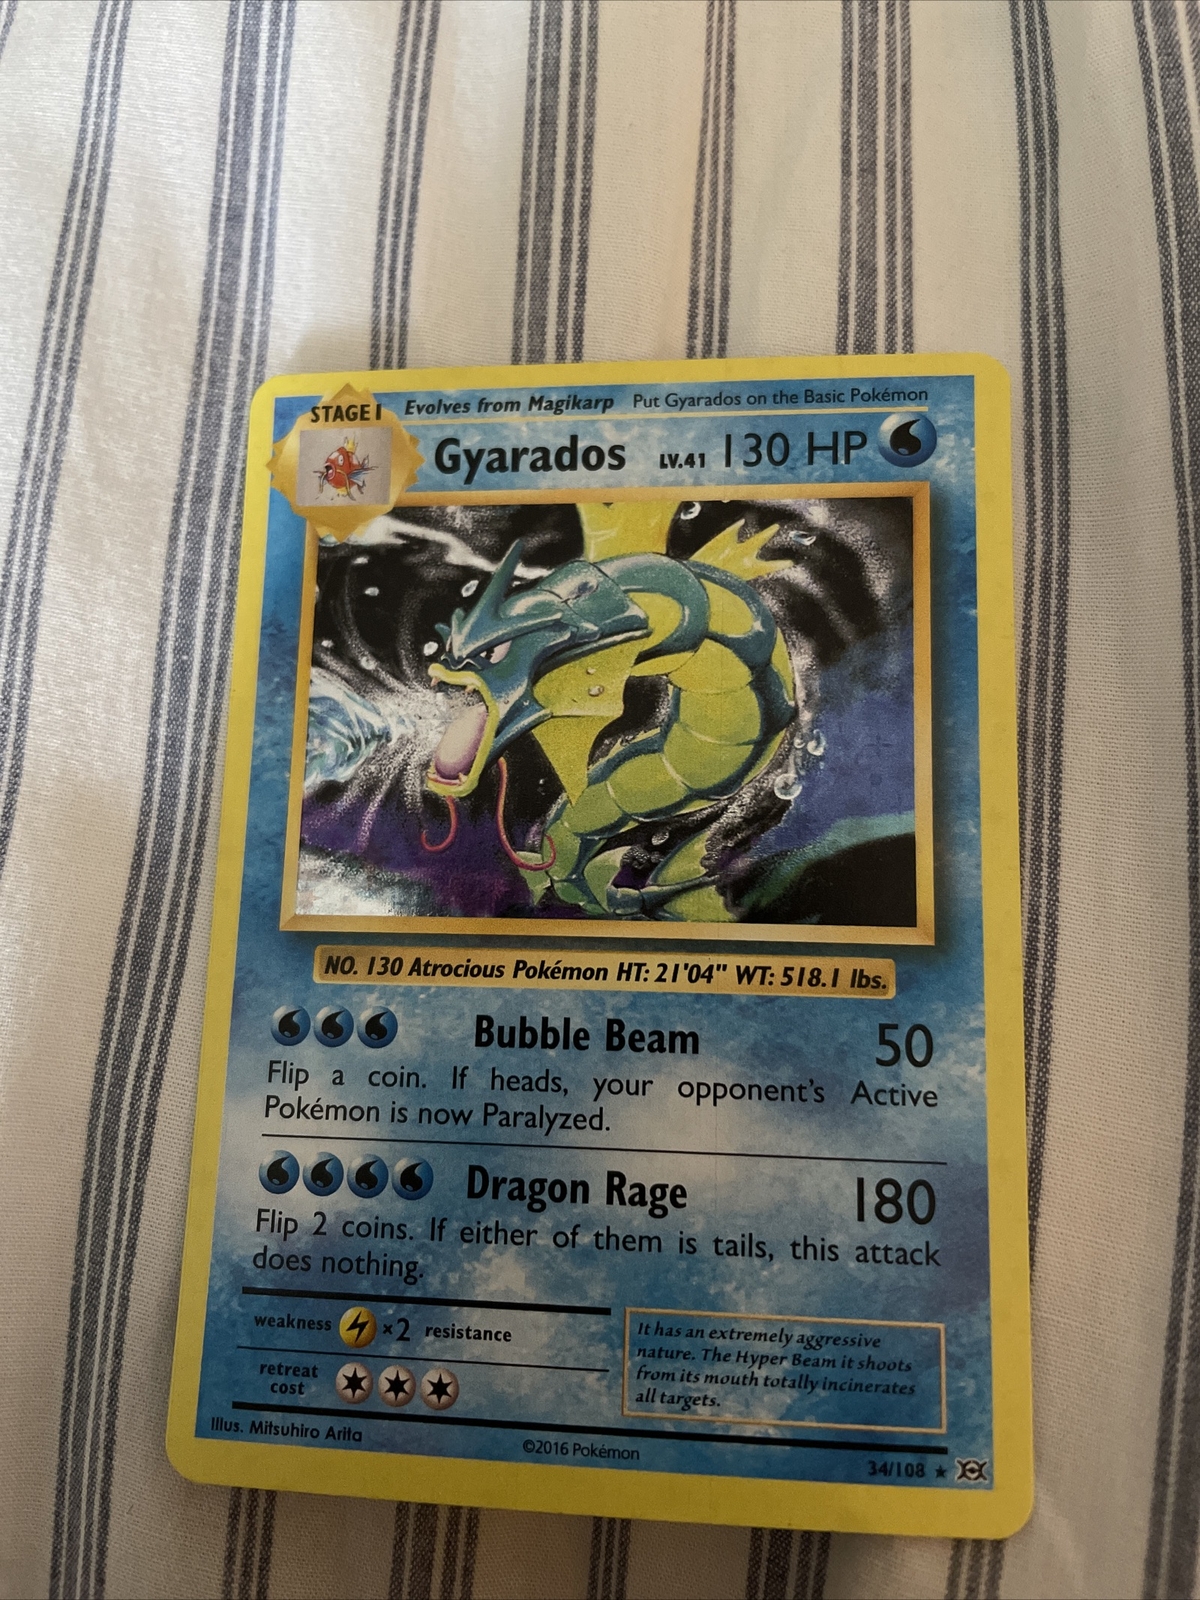 STAGE 1 Evolves from Magikarp Put Gyarados on the Basic Pokémon
Gyarados LV.41 130 HP
NO. 130 Atrocious Pokémon HT: 21'04" WT: 518.1 lbs.
Bubble Beam 50
Flip a coin. If heads, your opponent's Active
Pokémon is now Paralyzed.
Dragon Rage 180
Flip 2 coins. If either of them is tails, this attack
does nothing.
weakness ×2 resistance
retreat
cost
It has an extremely aggressive
nature. The Hyper Beam it shoots
from its mouth totally incinerates
all targets.
Illus. Mitsuhiro Arita
©2016 Pokémon
34/108 ★